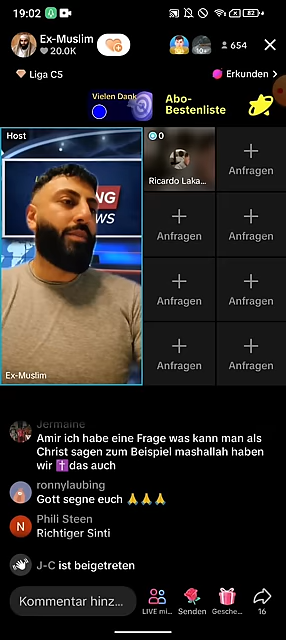 19:02
Ex-Muslim
20.0K
10+
654
Liga C5
Erkunden >
Vielen Dank
Abo-
Bestenliste
Host
NG
WS
Ex-Muslim
0
Ricardo Laka...
Anfragen
Anfragen
Anfragen
Anfragen
Anfragen
Anfragen
Anfragen
Jermaine
Amir ich habe eine Frage was kann man als
Christ sagen zum Beispiel mashallah haben
wir ✝️das auch
ronnylaubing
Gott segne euch 🙏🙏🙏
N
Phili Steen
Richtiger Sinti
J-C ist beigetreten
Kommentar hinz...
LIVE mi...
Senden
Gesche...
16